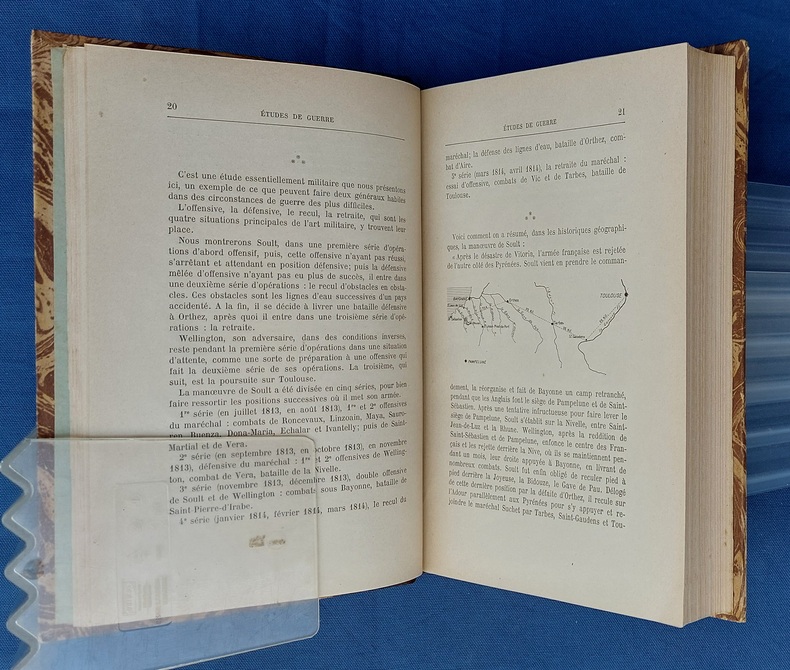 20
ÉTUDES DE GUERRE
C'est une étude essentiellement militaire que nous présentons
ici, un exemple de ce que peuvent faire deux généraux habiles
dans des circonstances de guerre des plus difficiles.
L'offensive, la défensive, le recul, la retraite, qui sont les
quatre situations principales de l'art militaire, y trouvent leur
place.
Nous montrerons Soult, dans une première série d'opéra-
tions d'abord offensif, puis, cette offensive n'ayant pas réussi,
s'arrêtant et attendant en position défensive; puis la défensive
mêlée d'offensive n'ayant pas eu plus de succès, il entre dans
une deuxième série d'opérations : le recul d'obstacles en obsta-
cles. Ces obstacles sont les lignes d'eau successives d'un pays
accidenté. A la fin, il se décide à livrer une bataille défensive
à Orthez, après quoi il entre dans une troisième série d'opé-
rations : la retraite.
Wellington, son adversaire, dans des conditions inverses,
reste pendant la première série d'opérations dans une situation
d'attente, comme une sorte de préparation à une offensive qui
fait la deuxième série de ses opérations. La troisième, qui
suit, est la poursuite sur Toulouse.
La manœuvre de Soult a été divisée en cinq séries, pour bien
faire ressortir les positions successives où il met son armée.
1re série (en juillet 1813, en août 1813), 1re et 2e offensives
du maréchal : combats de Roncevaux, Linzoain, Maya, Sauro-
ren, Buenza, Dona-Maria, Echalar et Ivantelly; puis de Saint-
Martial et de Vera.
2e série (en septembre 1813, en octobre 1813), en novembre
1813), défensive du maréchal : 1re et 2e offensives de Welling-
ton, combat de Vera, bataille de la Nivelle.
3e série (novembre 1813, décembre 1813), double offensive
de Soult et de Wellington : combats sous Bayonne, bataille de
Saint-Pierre-d'Irube.
4e série (janvier 1814, février 1814, mars 1814), le recul du
ÉTUDES DE GUERRE
21
maréchal; la défense des lignes d'eau, bataille d'Orthez, com-
bat d'Aire.
5e série (mars 1814, avril 1814), la retraite du maréchal :
essai d'offensive, combats de Vic et de Tarbes, bataille de
Toulouse.
Voici comment on a résumé, dans les historiques géographi-
ques, la manœuvre de Soult :
« Après le désastre de Vitoria, l'armée française est rejetée
de l'autre côté des Pyrénées. Soult vient en prendre le comman-
BAYONNE
Orthez
TOULOUSE
Tarbes
St Gaudens
PAMPELUNE
dement, la réorganise et fait de Bayonne un camp retranché,
pendant que les Anglais font le siège de Pampelune et de Saint-
Sébastien. Après une tentative infructueuse pour faire lever le
siège de Pampelune, Soult s'établit sur la Nivelle, entre Saint-
Jean-de-Luz et la Rhune. Wellington, après la reddition de
Saint-Sébastien et de Pampelune, enfonce le centre des Fran-
çais et les rejette derrière la Nive, où ils se maintiennent pen-
dant un mois, leur droite appuyée à Bayonne, en livrant de
nombreux combats. Soult fut enfin obligé de reculer pied à
pied derrière la Joyeuse, la Bidouze, le Gave de Pau. Délogé
de cette dernière position par la défaite d'Orthez, il recule sur
l'Adour parallèlement aux Pyrénées pour s'y appuyer et re-
joindre le maréchal Suchet par Tarbes, Saint-Gaudens et Tou-